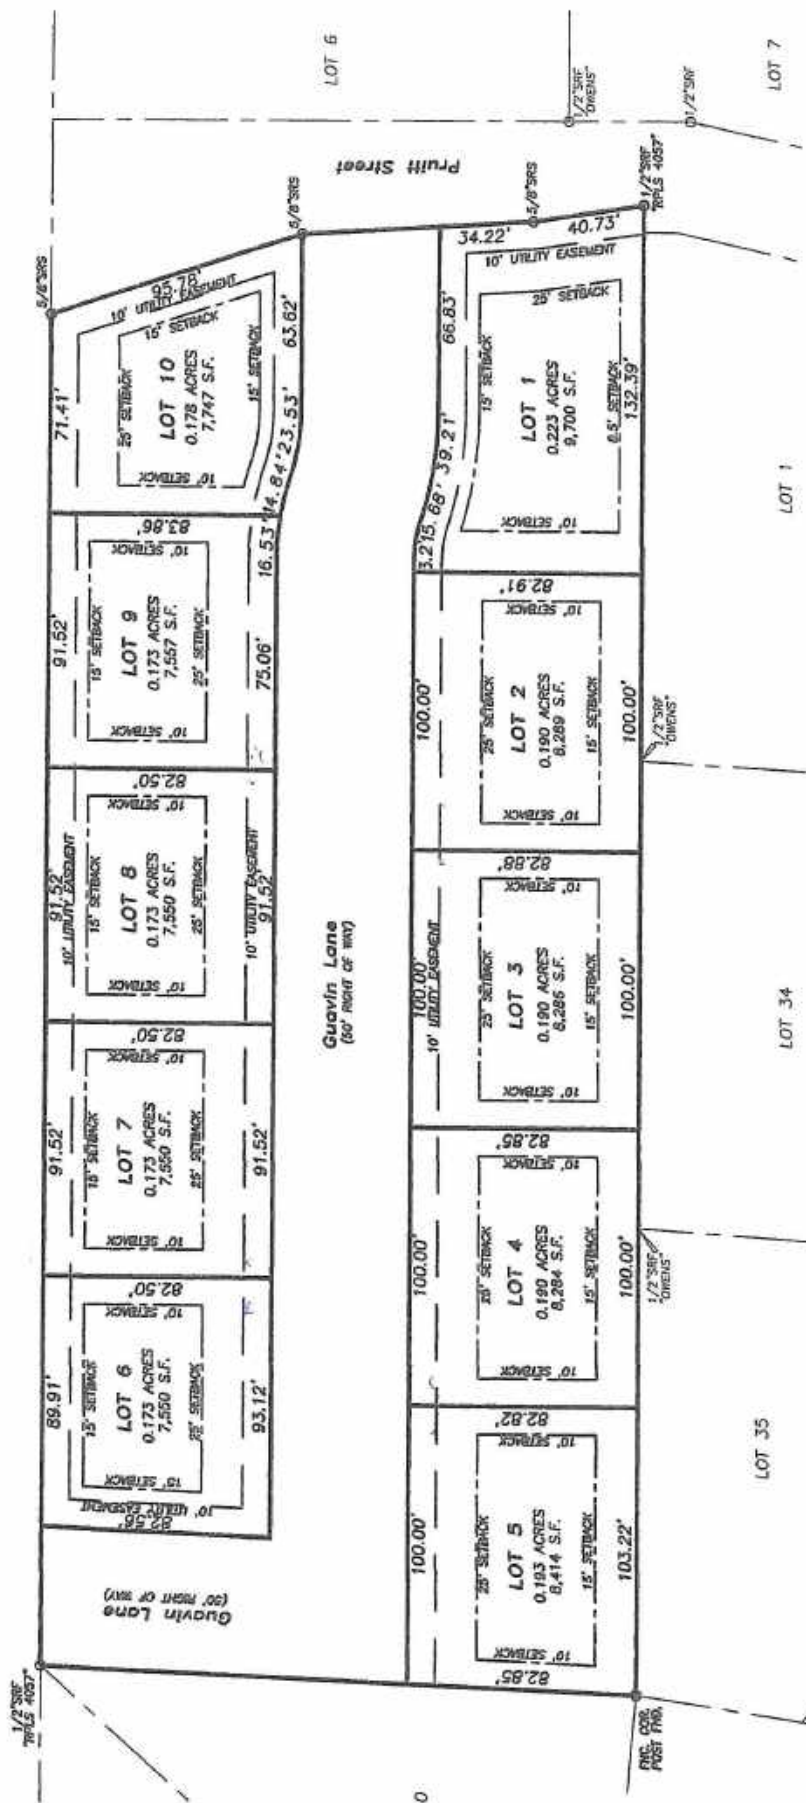 LOT 6
LOT 7
1/2"SRF
"OWENS"
1/2"SRF
Pruitt Street
5/8"SRS
5/8"SRS
5/8"SRS
1/2"SRF
"RPLS 4057"
95.78'
10' UTILITY EASEMENT
71.41'
15' SETBACK
25' SETBACK
LOT 10
0.178 ACRES
7,747 S.F.
15' SETBACK
10' SETBACK
63.62'
23.53'
14.84'
34.22'
40.73'
10' UTILITY EASEMENT
66.83'
39.21'
15.68'
3.2'
25' SETBACK
15' SETBACK
LOT 1
0.223 ACRES
9,700 S.F.
0.5' SETBACK
10' SETBACK
132.39'
LOT 1
83.86'
16.53'
91.52'
10' SETBACK
15' SETBACK
LOT 9
0.173 ACRES
7,557 S.F.
25' SETBACK
10' SETBACK
75.06'
82.91'
100.00'
10' SETBACK
25' SETBACK
LOT 2
0.190 ACRES
8,289 S.F.
15' SETBACK
10' SETBACK
100.00'
1/2"SRF
"OWENS"
82.50'
91.52'
10' UTILITY EASEMENT
10' SETBACK
15' SETBACK
LOT 8
0.173 ACRES
7,550 S.F.
25' SETBACK
10' SETBACK
10' UTILITY EASEMENT
91.52'
Guavin Lane
(50' RIGHT OF WAY)
82.88'
100.00'
10' UTILITY EASEMENT
10' SETBACK
25' SETBACK
LOT 3
0.190 ACRES
8,286 S.F.
15' SETBACK
10' SETBACK
100.00'
LOT 34
82.50'
91.52'
10' SETBACK
15' SETBACK
LOT 7
0.173 ACRES
7,550 S.F.
25' SETBACK
10' SETBACK
91.52'
82.85'
100.00'
10' SETBACK
25' SETBACK
LOT 4
0.190 ACRES
8,284 S.F.
15' SETBACK
10' SETBACK
100.00'
1/2"SRF
"OWENS"
82.50'
89.91'
10' SETBACK
15' SETBACK
LOT 6
0.173 ACRES
7,550 S.F.
25' SETBACK
15' SETBACK
10' UTILITY EASEMENT
93.12'
82.82'
100.00'
10' SETBACK
25' SETBACK
LOT 5
0.193 ACRES
8,414 S.F.
15' SETBACK
10' SETBACK
103.22'
82.85'
LOT 35
Guavin Lane
(50' RIGHT OF WAY)
1/2"SRF
"RPLS 4057"
FNC. COR.
POST FND.